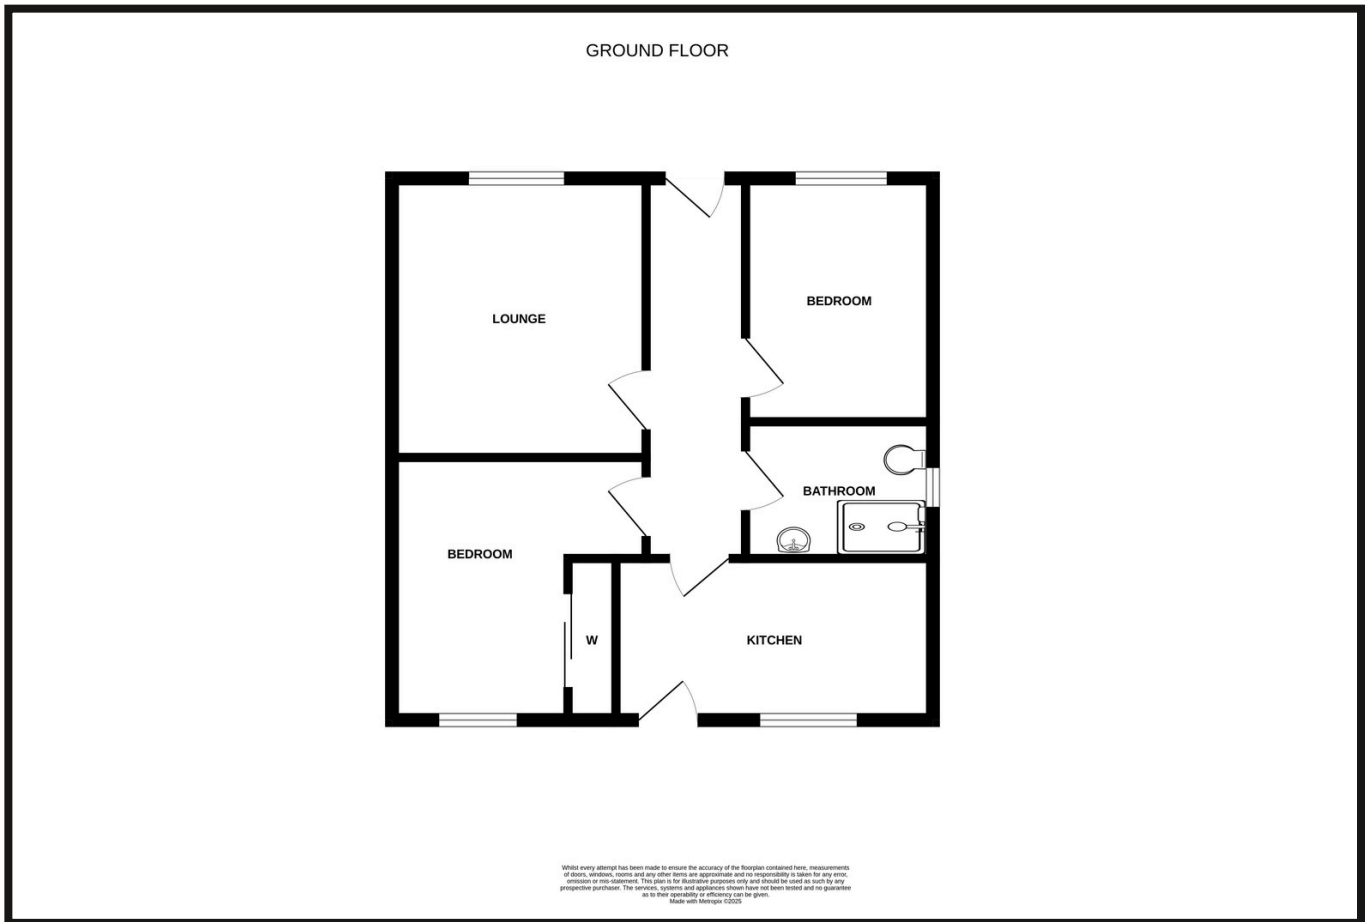 GROUND FLOOR
BEDROOM
LOUNGE
BATHROOM
BEDROOM
W
KITCHEN
Whilst every attempt has been made to ensure the accuracy of the floorplan contained here, measurements
of doors, windows, rooms and any other items are approximate and no responsibility is taken for any error,
omission or mis-statement. This plan is for illustrative purposes only and should be used as such by any
prospective purchaser. The services, systems and appliances shown have not been tested and no guarantee
as to their operability or efficiency can be given.
Made with Metropix ©2025